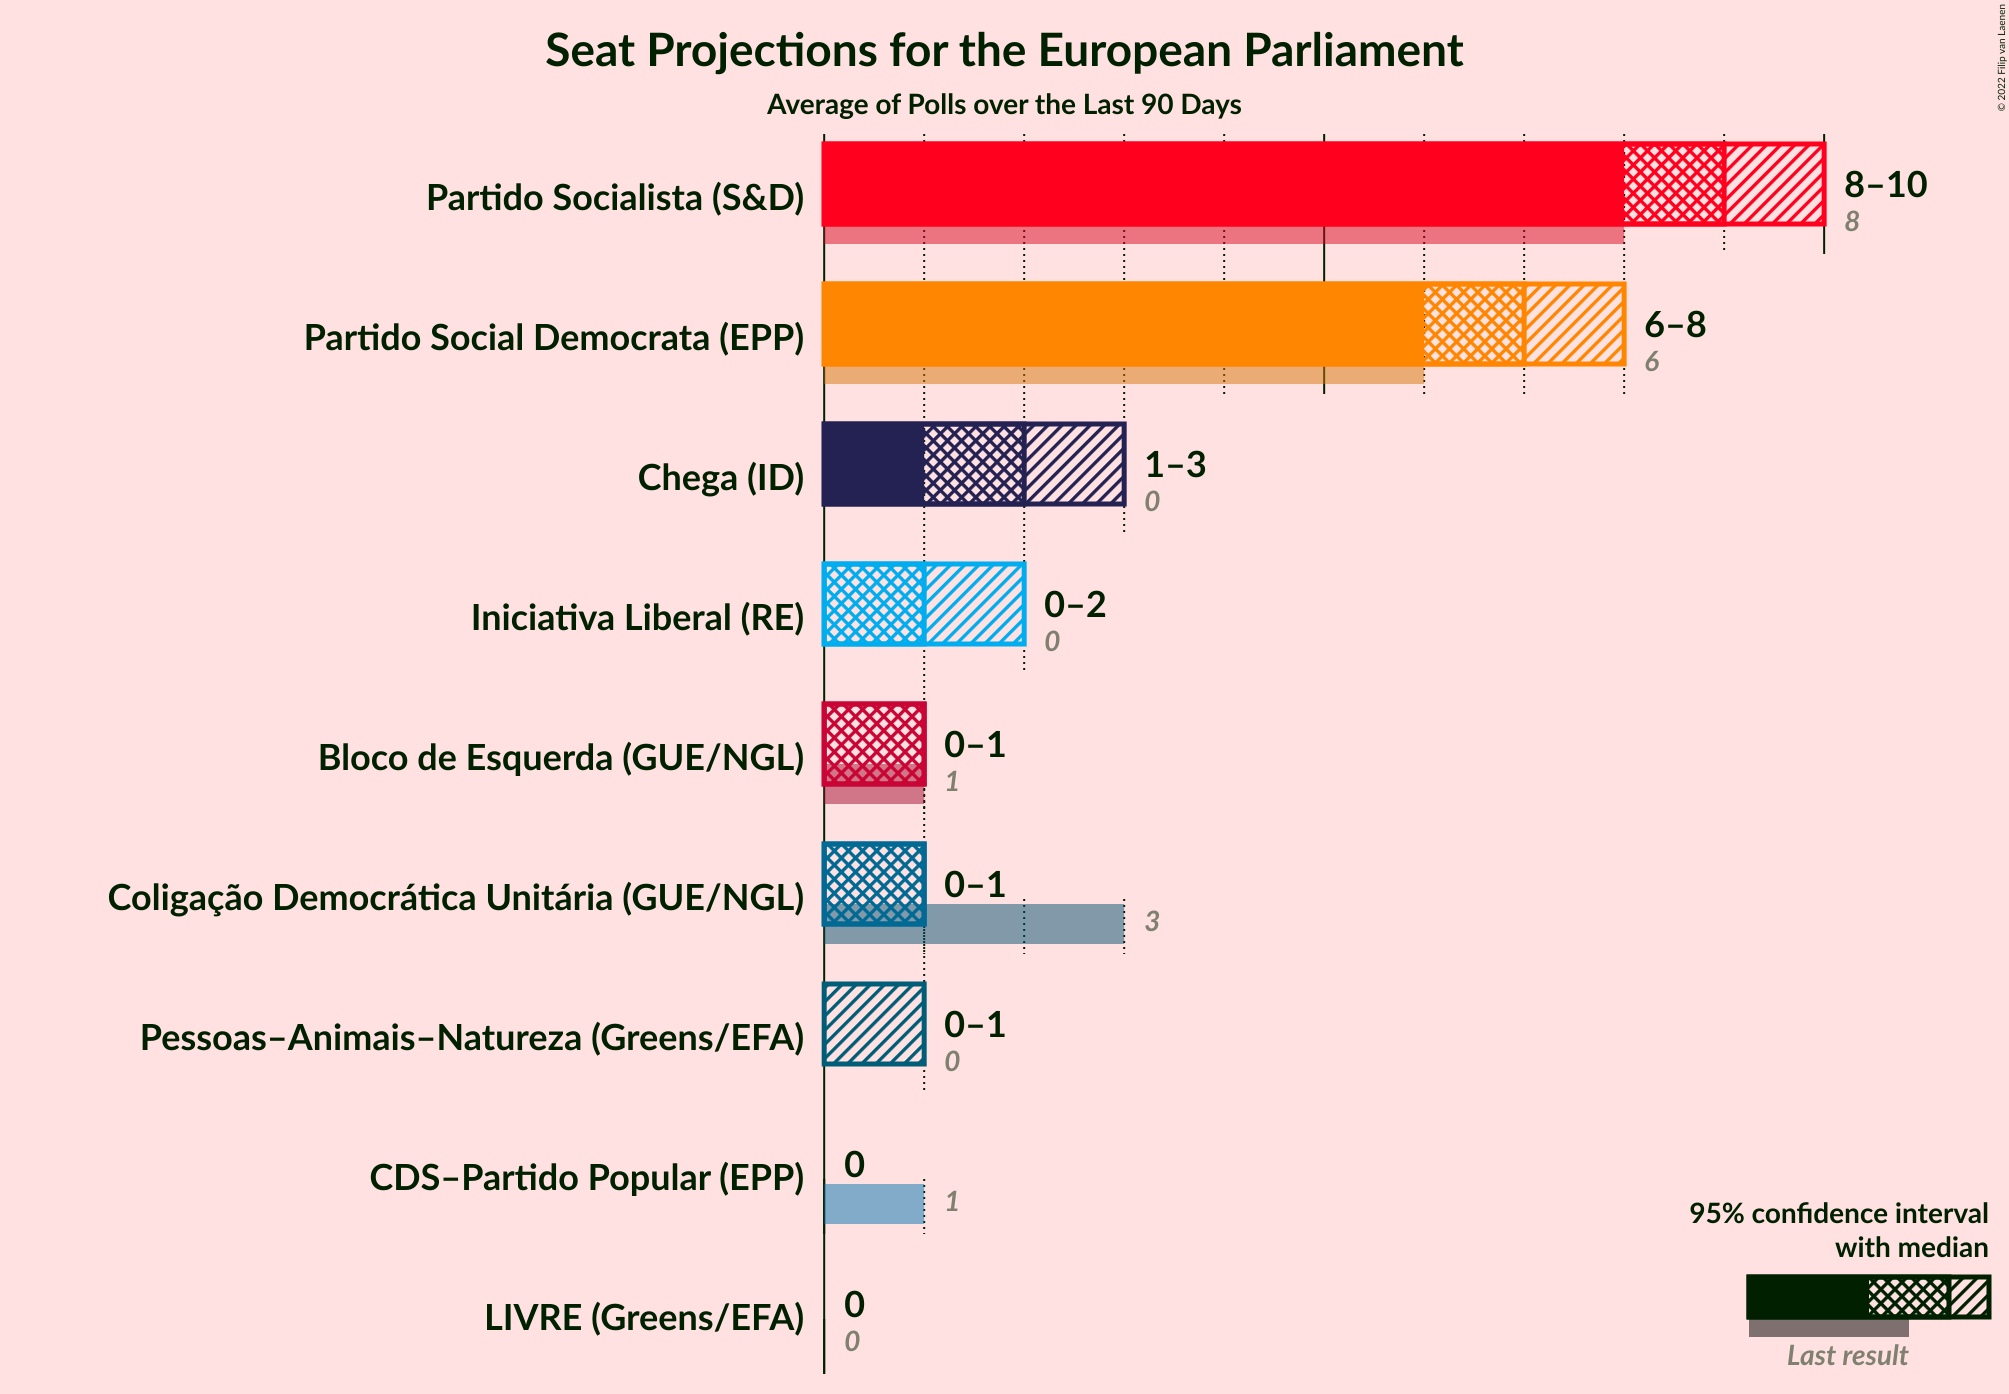 Seat Projections for the European Parliament
Average of Polls over the Last 90 Days
© 2022 Filip van Laenen
Partido Socialista (S&D)
8–10
8
Partido Social Democrata (EPP)
6–8
6
Chega (ID)
1–3
0
Iniciativa Liberal (RE)
0–2
0
Bloco de Esquerda (GUE/NGL)
0–1
1
Coligação Democrática Unitária (GUE/NGL)
0–1
3
Pessoas–Animais–Natureza (Greens/EFA)
0–1
0
CDS–Partido Popular (EPP)
0
1
LIVRE (Greens/EFA)
0
0
95% confidence interval
with median
Last result